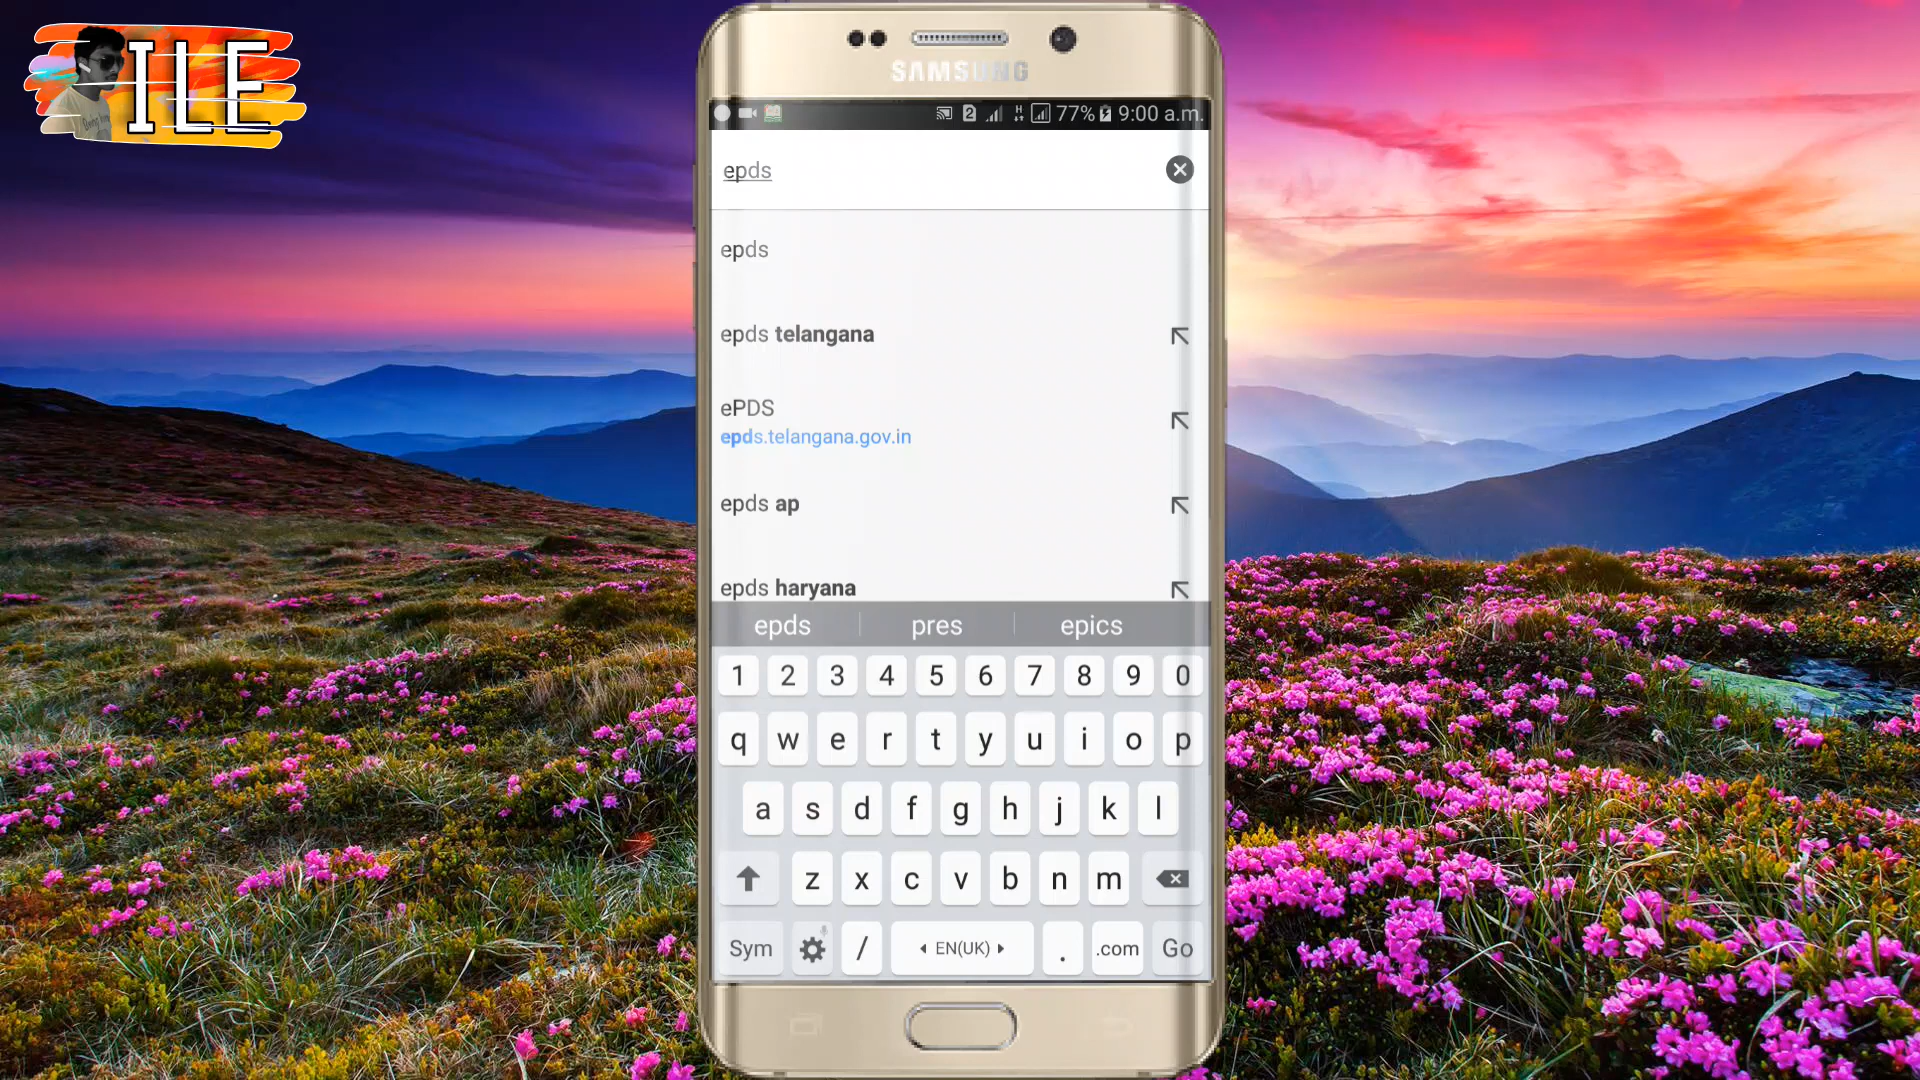 ILE
SAMSUNG
2 H 77% 9:00 a.m.
epds
epds
epds telangana
ePDS
epds.telangana.gov.in
epds ap
epds haryana
epds pres epics
1 2 3 4 5 6 7 8 9 0
q w e r t y u i o p
a s d f g h j k l
z x c v b n m
Sym / EN(UK) . .com Go